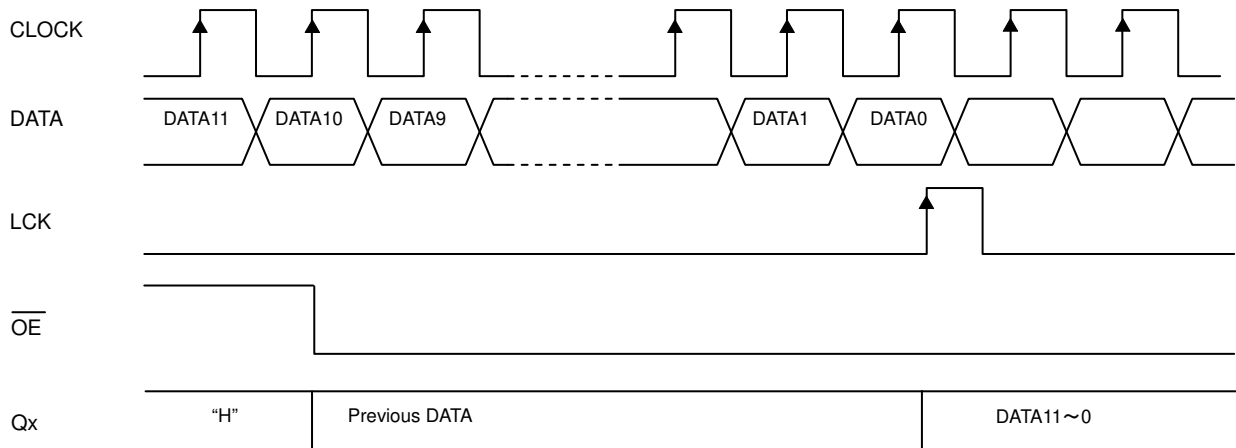 CLOCK
DATA DATA11 DATA10 DATA9 DATA1 DATA0
LCK
OE
Qx “H” Previous DATA DATA11～0